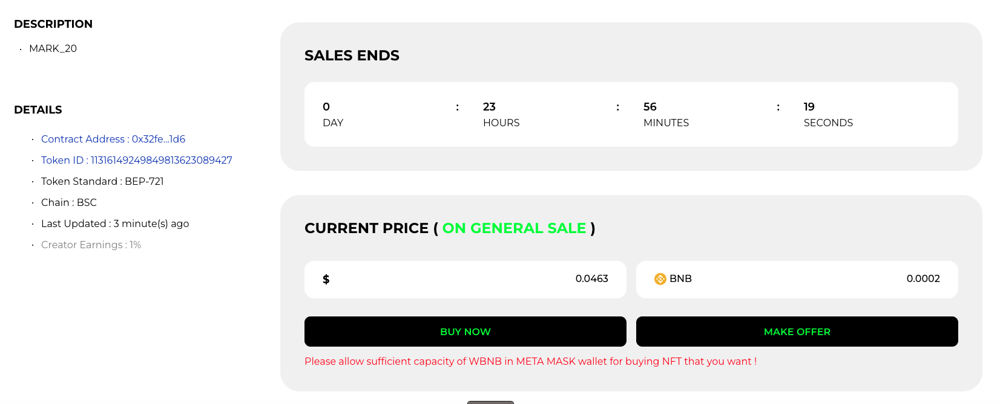 DESCRIPTION
· MARK_20
DETAILS
· Contract Address : 0x32fe...1d6
· Token ID : 11316149249849813623089427
· Token Standard : BEP-721
· Chain : BSC
· Last Updated : 3 minute(s) ago
· Creator Earnings : 1%
SALES ENDS
0 : 23 : 56 : 19
DAY HOURS MINUTES SECONDS
CURRENT PRICE ( ON GENERAL SALE )
$ 0.0463 BNB 0.0002
BUY NOW MAKE OFFER
Please allow sufficient capacity of WBNB in META MASK wallet for buying NFT that you want !